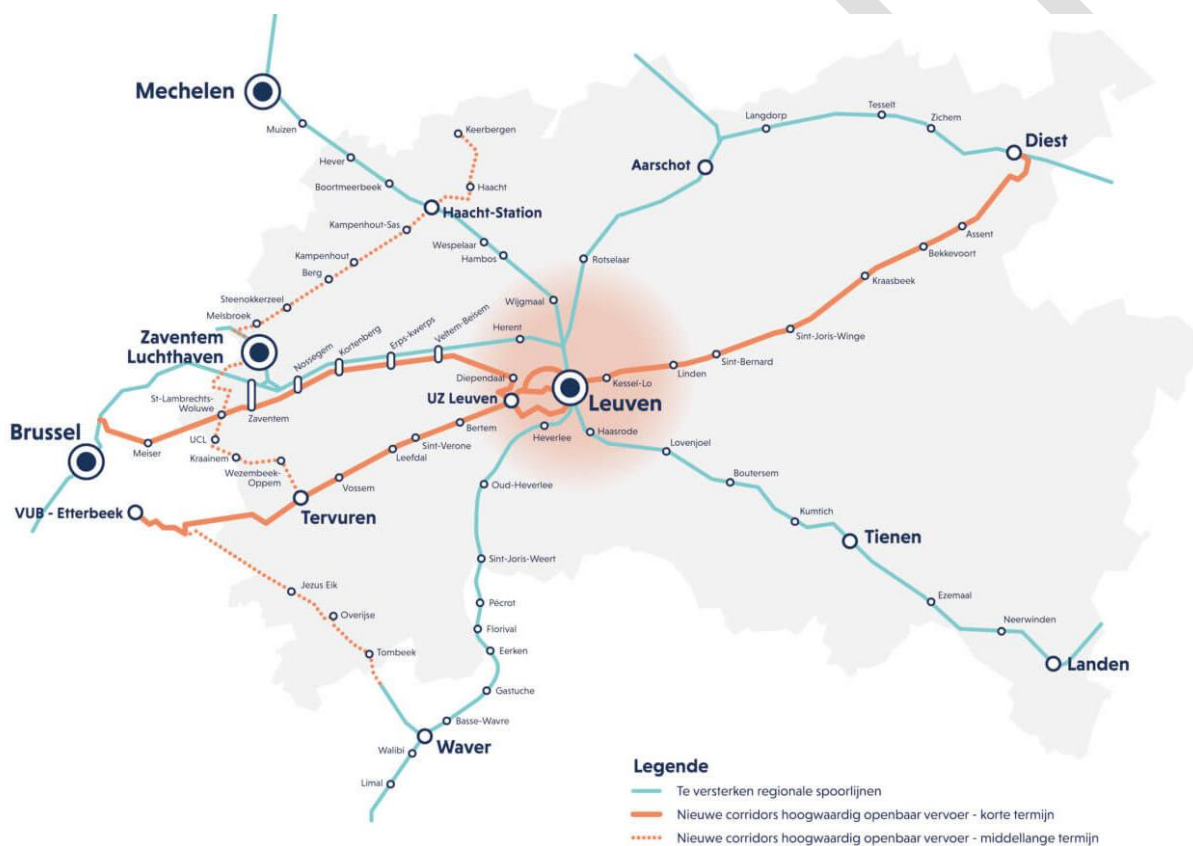 Mechelen
Muizen
Hever
Boortmeerbeek
Keerbergen
Haacht
Haacht-Station
Kampenhout-Sas
Kampenhout
Berg
Steenokkerzeel
Melsbroek
Wespelaar
Hambos
Wijgmaal
Rotselaar
Aarschot
Langdorp
Tesselt
Zichem
Diest
Assent
Bekkevoort
Kraasbeek
Sint-Joris-Winge
Sint-Bernard
Linden
Kessel-Lo
Leuven
Zaventem
Luchthaven
Nossegem
Kortenberg
Erps-kwerps
Veltem-Beisem
Herent
Diependaal
UZ Leuven
St-Lambrechts-
Woluwe
Zaventem
Brussel
Meiser
UCL
Kraainem
Wezembeek-
Oppem
VUB - Etterbeek
Tervuren
Vossem
Leefdal
Sint-Verone
Bertem
Heverlee
Haasrode
Lovenjoel
Boutersem
Kumtich
Tienen
Ezemaal
Neerwinden
Landen
Oud-Heverlee
Sint-Joris-Weert
Pécrot
Florival
Eerken
Gastuche
Basse-Wavre
Waver
Walibi
Limal
Jezus Eik
Overijse
Tombeek
Legende
Te versterken regionale spoorlijnen
Nieuwe corridors hoogwaardig openbaar vervoer - korte termijn
Nieuwe corridors hoogwaardig openbaar vervoer - middellange termijn